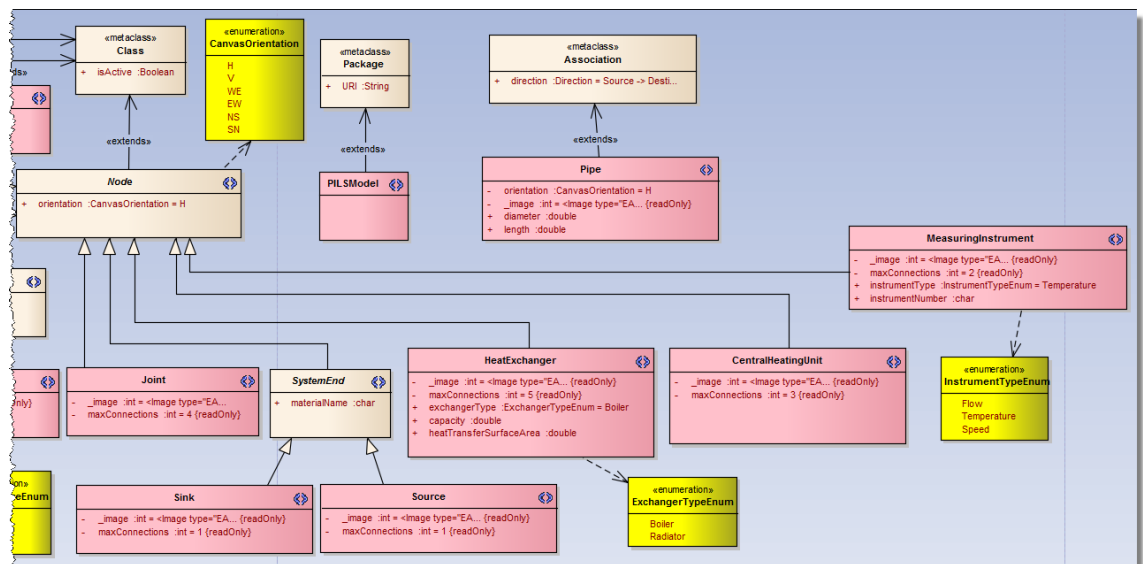 «metaclass»
Class
+ isActive :Boolean
«enumeration»
CanvasOrientation
H
V
WE
EW
NS
SN
«metaclass»
Package
+ URI :String
«metaclass»
Association
+ direction :Direction = Source -> Desti...
«extends»
«extends»
«extends»
Node
+ orientation :CanvasOrientation = H
PILSModel
Pipe
- orientation :CanvasOrientation = H
- _image :int = <Image type="EA... {readOnly}
+ diameter :double
+ length :double
MeasuringInstrument
- _image :int = <Image type="EA... {readOnly}
- maxConnections :int = 2 {readOnly}
+ instrumentType :InstrumentTypeEnum = Temperature
+ instrumentNumber :char
Joint
- _image :int = <Image type="EA...
- maxConnections :int = 4 {readOnly}
SystemEnd
+ materialName :char
HeatExchanger
- _image :int = <Image type="EA... {readOnly}
- maxConnections :int = 5 {readOnly}
+ exchangerType :ExchangerTypeEnum = Boiler
+ capacity :double
+ heatTransferSurfaceArea :double
CentralHeatingUnit
- _image :int = <Image type="EA... {readOnly}
- maxConnections :int = 3 {readOnly}
«enumeration»
InstrumentTypeEnum
Flow
Temperature
Speed
Sink
- _image :int = <Image type="EA... {readOnly}
- maxConnections :int = 1 {readOnly}
Source
- _image :int = <Image type="EA... {readOnly}
- maxConnections :int = 1 {readOnly}
«enumeration»
ExchangerTypeEnum
Boiler
Radiator